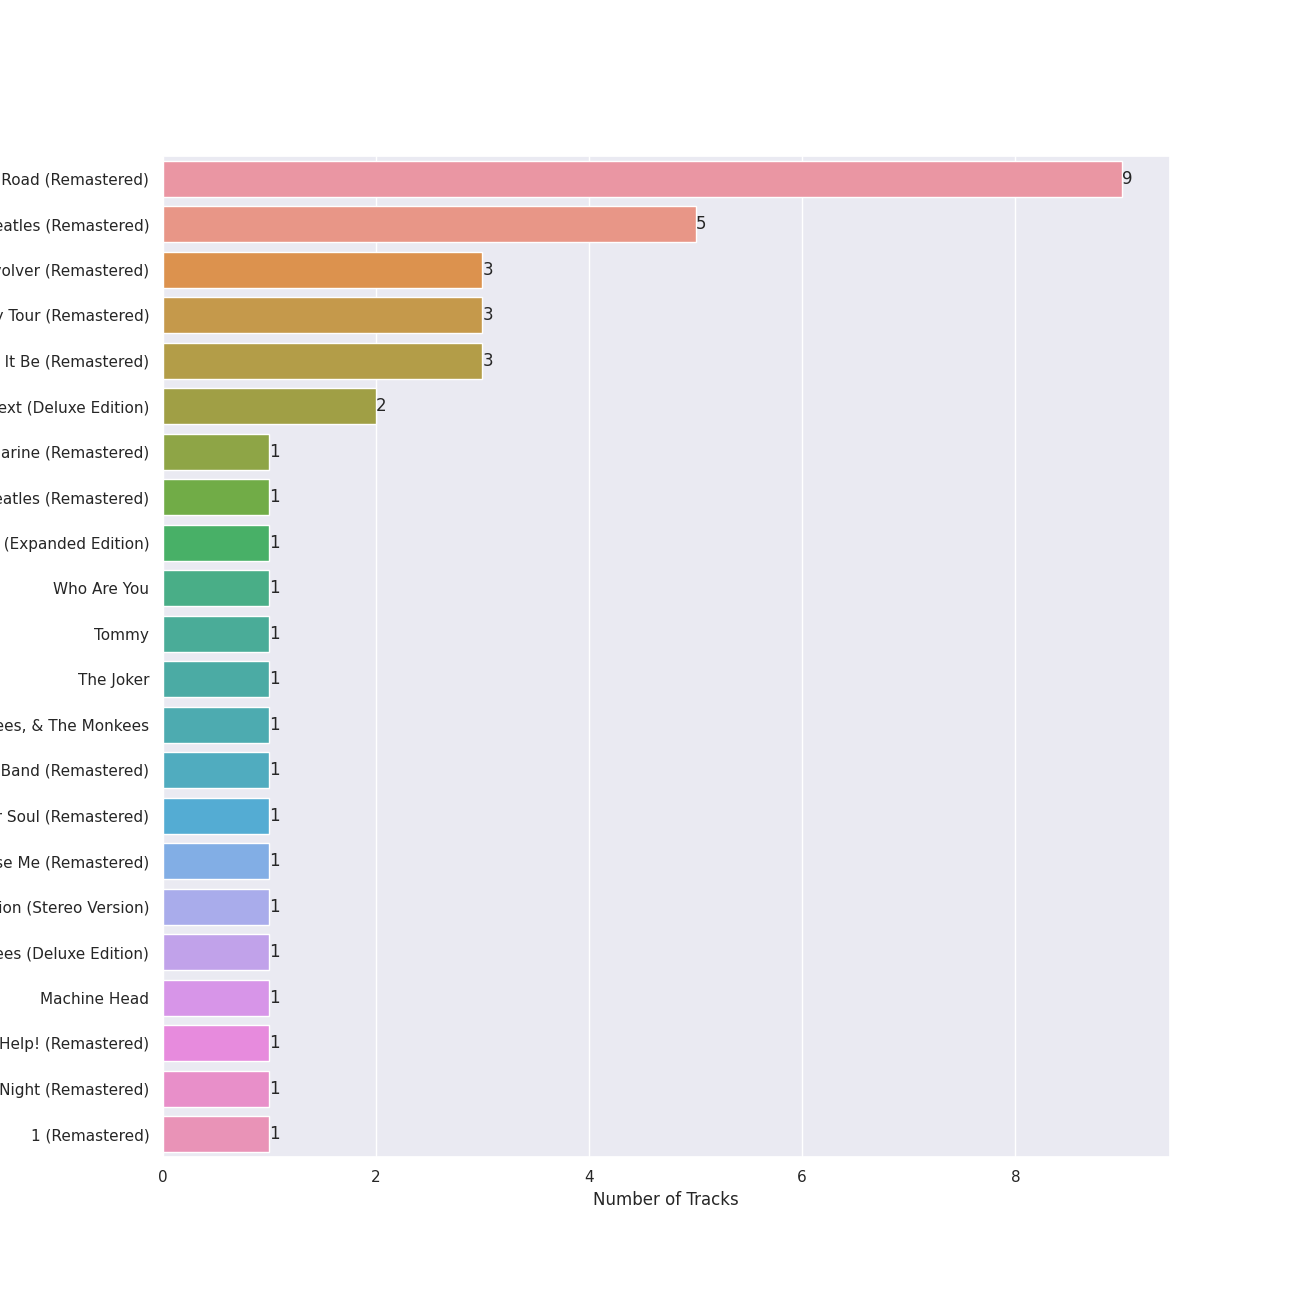 Road (Remastered) 9
eatles (Remastered) 5
volver (Remastered) 3
y Tour (Remastered) 3
It Be (Remastered) 3
ext (Deluxe Edition) 2
arine (Remastered) 1
eatles (Remastered) 1
(Expanded Edition) 1
Who Are You 1
Tommy 1
The Joker 1
ees, & The Monkees 1
Band (Remastered) 1
r Soul (Remastered) 1
se Me (Remastered) 1
ion (Stereo Version) 1
ees (Deluxe Edition) 1
Machine Head 1
Help! (Remastered) 1
Night (Remastered) 1
1 (Remastered) 1
0 2 4 6 8
Number of Tracks